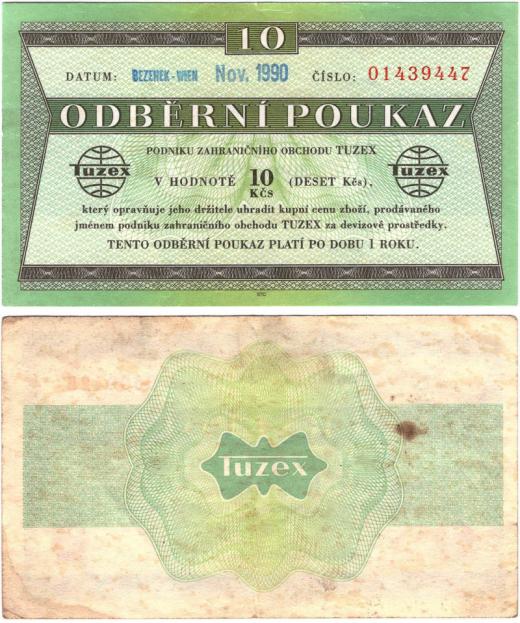 10
DATUM: BEZENEK-WIEN Nov. 1990 ČÍSLO: 01439447
ODBĚRNÍ POUKAZ
PODNIKU ZAHRANIČNÍHO OBCHODU TUZEX
Tuzex V HODNOTĚ 10 Kčs (DESET Kčs), Tuzex
který opravňuje jeho držitele uhradit kupní cenu zboží, prodávaného
jménem podniku zahraničního obchodu TUZEX za devizové prostředky.
TENTO ODBĚRNÍ POUKAZ PLATÍ PO DOBU 1 ROKU.
Tuzex